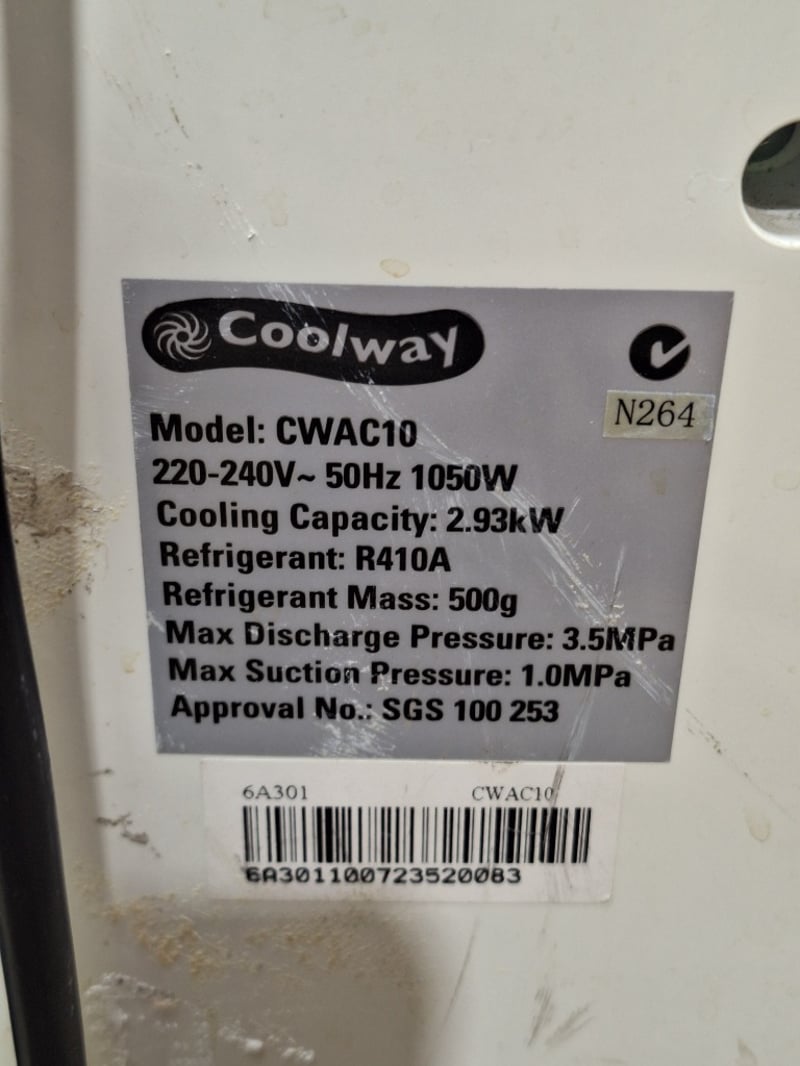 Coolway
N264
Model: CWAC10
220-240V~ 50Hz 1050W
Cooling Capacity: 2.93kW
Refrigerant: R410A
Refrigerant Mass: 500g
Max Discharge Pressure: 3.5MPa
Max Suction Pressure: 1.0MPa
Approval No.: SGS 100 253
6A301 CWAC10
6A301100723520083